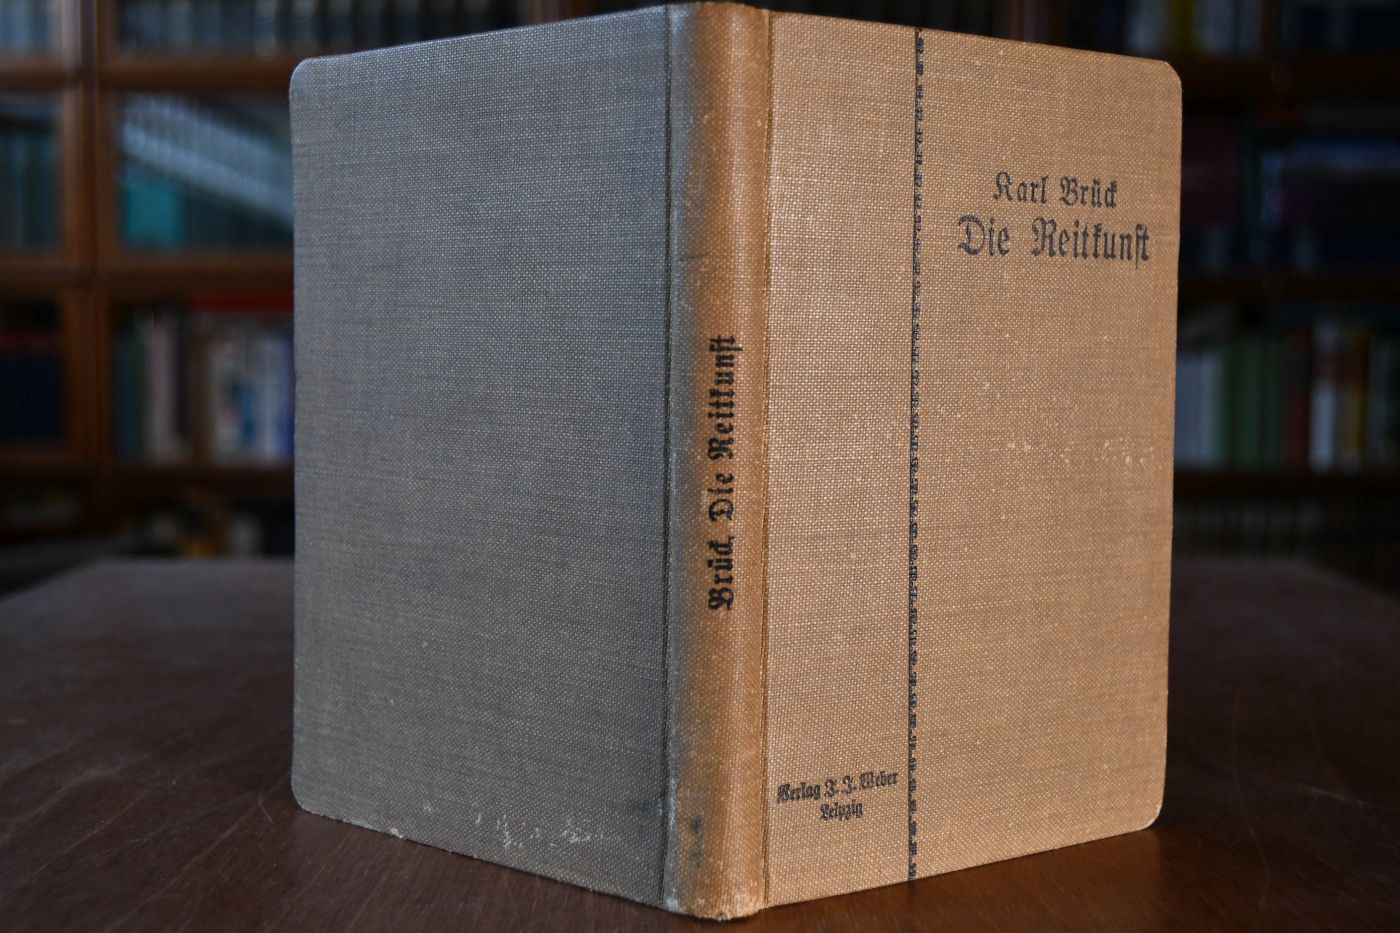 Karl Brück
Die Reitkunst
Brück, Die Reitkunst
Verlag J. J. Weber
Leipzig